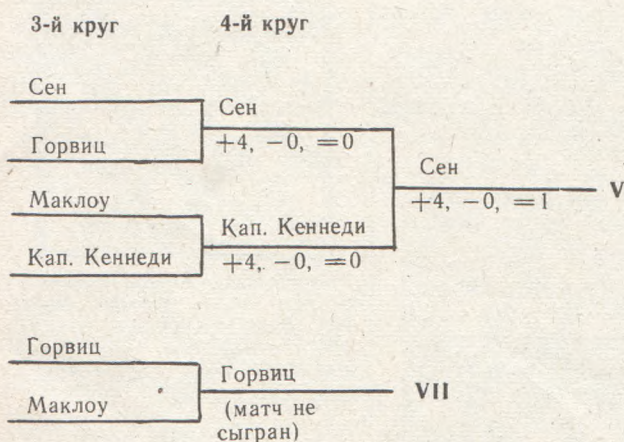 3-й круг 4-й круг
Сен
Сен
+4, −0, =0
Горвиц
Сен
V
+4, −0, =1
Маклоу
Кап. Кеннеди
+4, −0, =0
Кап. Кеннеди
Горвиц
Горвиц
VII
Маклоу
(матч не
сыгран)